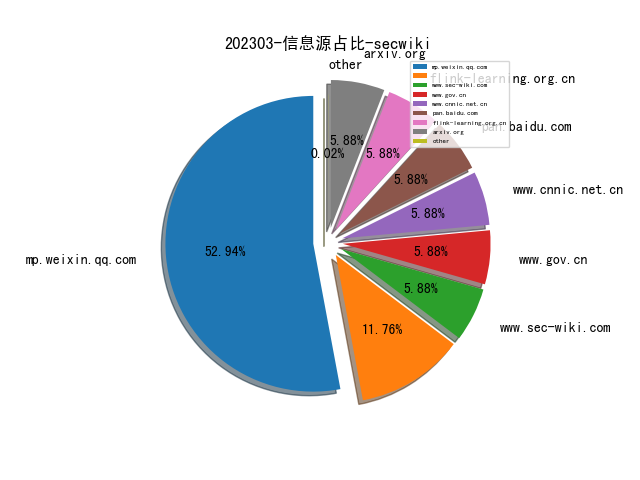 202303-信息源占比-secwiki
arxiv.org
other
flink-learning.org.cn
pan.baidu.com
www.cnnic.net.cn
www.gov.cn
www.sec-wiki.com
mp.weixin.qq.com
52.94%
11.76%
5.88%
5.88%
5.88%
5.88%
5.88%
5.88%
0.02%
mp.weixin.qq.com
www.sec-wiki.com
www.gov.cn
www.cnnic.net.cn
pan.baidu.com
flink-learning.org.cn
arxiv.org
other